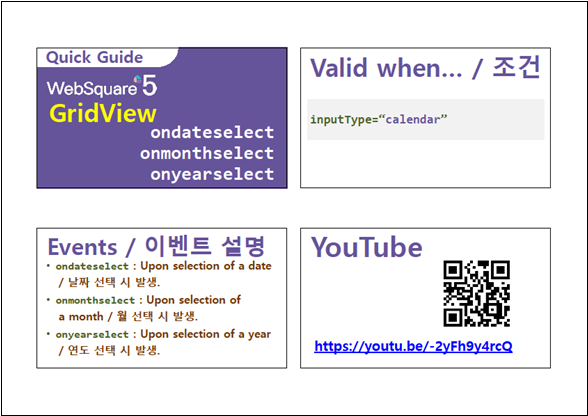 Quick Guide
WebSquare 5
GridView
ondateselect
onmonthselect
onyearselect
Valid when… / 조건
inputType=“calendar”
Events / 이벤트 설명
• ondateselect : Upon selection of a date
/ 날짜 선택 시 발생.
• onmonthselect : Upon selection of
a month / 월 선택 시 발생.
• onyearselect : Upon selection of a year
/ 연도 선택 시 발생.
YouTube
https://youtu.be/-2yFh9y4rcQ